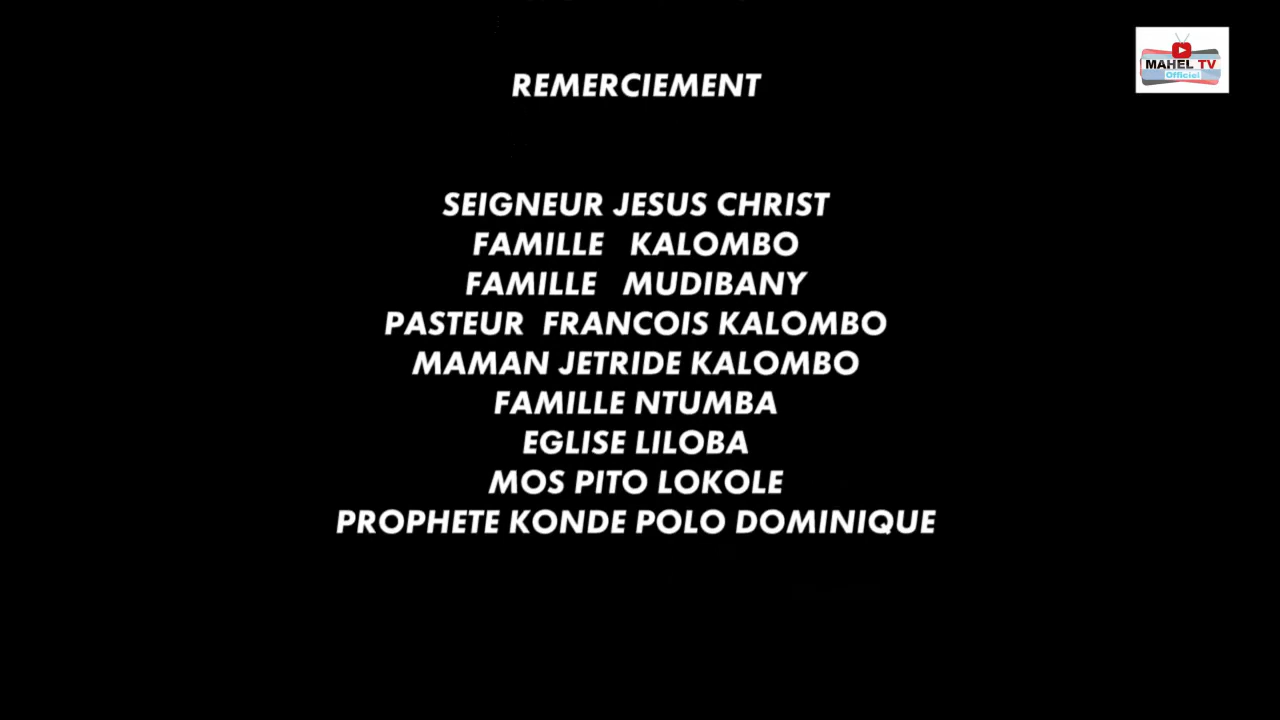 MAHEL TV
Officiel
REMERCIEMENT
SEIGNEUR JESUS CHRIST
FAMILLE KALOMBO
FAMILLE MUDIBANY
PASTEUR FRANCOIS KALOMBO
MAMAN JETRIDE KALOMBO
FAMILLE NTUMBA
EGLISE LILOBA
MOS PITO LOKOLE
PROPHETE KONDE POLO DOMINIQUE